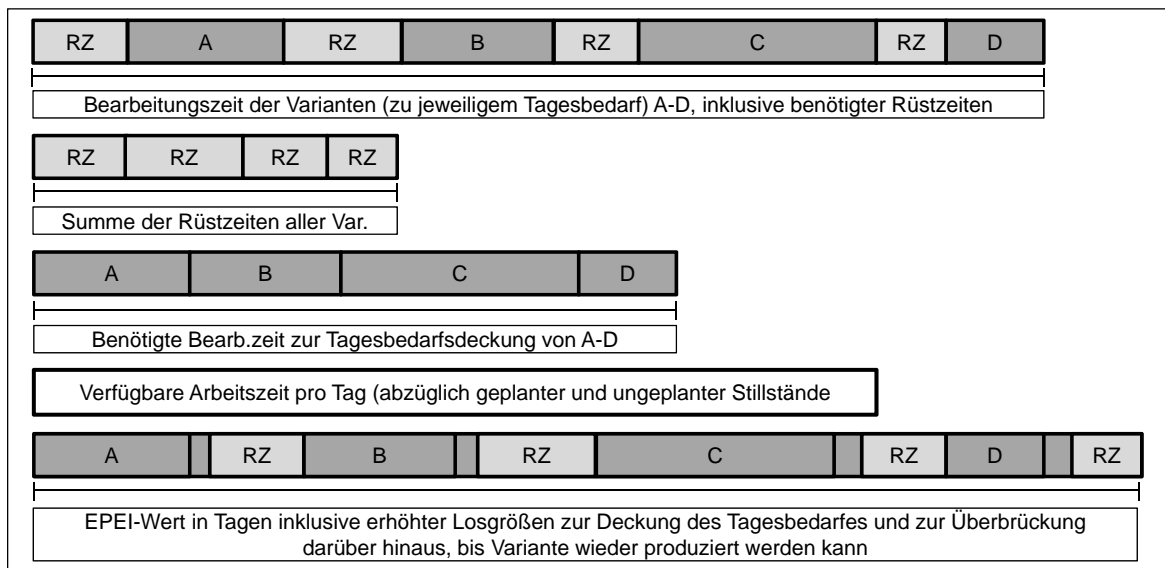 RZ A RZ B RZ C RZ D
Bearbeitungszeit der Varianten (zu jeweiligem Tagesbedarf) A-D, inklusive benötigter Rüstzeiten
RZ RZ RZ RZ
Summe der Rüstzeiten aller Var.
A B C D
Benötigte Bearb.zeit zur Tagesbedarfsdeckung von A-D
Verfügbare Arbeitszeit pro Tag (abzüglich geplanter und ungeplanter Stillstände
A RZ B RZ C RZ D RZ
EPEI-Wert in Tagen inklusive erhöhter Losgrößen zur Deckung des Tagesbedarfes und zur Überbrückung
darüber hinaus, bis Variante wieder produziert werden kann